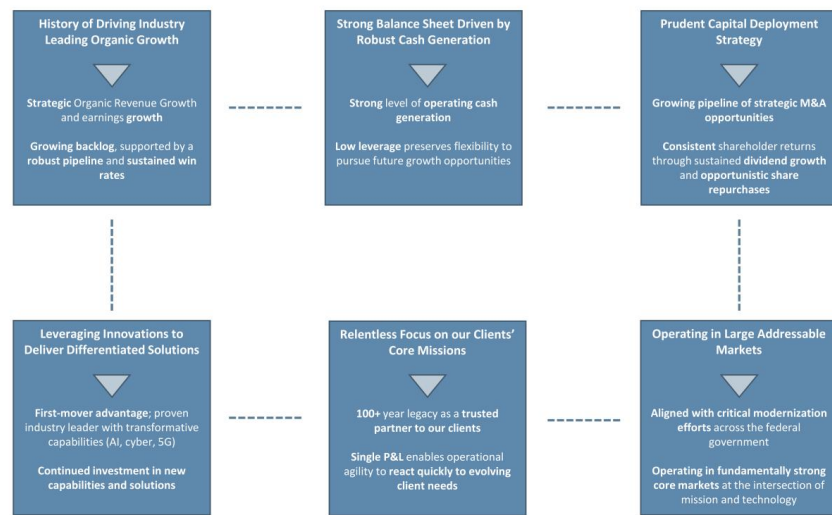 History of Driving Industry
Leading Organic Growth
Strategic Organic Revenue Growth
and earnings growth
Growing backlog, supported by a
robust pipeline and sustained win
rates
Strong Balance Sheet Driven by
Robust Cash Generation
Strong level of operating cash
generation
Low leverage preserves flexibility to
pursue future growth opportunities
Prudent Capital Deployment
Strategy
Growing pipeline of strategic M&A
opportunities
Consistent shareholder returns
through sustained dividend growth
and opportunistic share
repurchases
Leveraging Innovations to
Deliver Differentiated Solutions
First-mover advantage; proven
industry leader with transformative
capabilities (AI, cyber, 5G)
Continued investment in new
capabilities and solutions
Relentless Focus on our Clients’
Core Missions
100+ year legacy as a trusted
partner to our clients
Single P&L enables operational
agility to react quickly to evolving
client needs
Operating in Large Addressable
Markets
Aligned with critical modernization
efforts across the federal
government
Operating in fundamentally strong
core markets at the intersection of
mission and technology